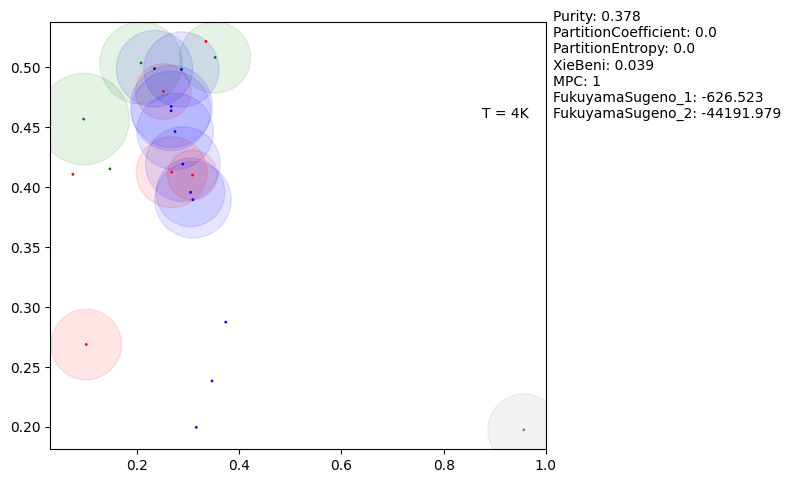 Purity: 0.378
PartitionCoefficient: 0.0
PartitionEntropy: 0.0
XieBeni: 0.039
MPC: 1
FukuyamaSugeno_1: -626.523
FukuyamaSugeno_2: -44191.979
T = 4K
0.50
0.45
0.40
0.35
0.30
0.25
0.20
0.2 0.4 0.6 0.8 1.0